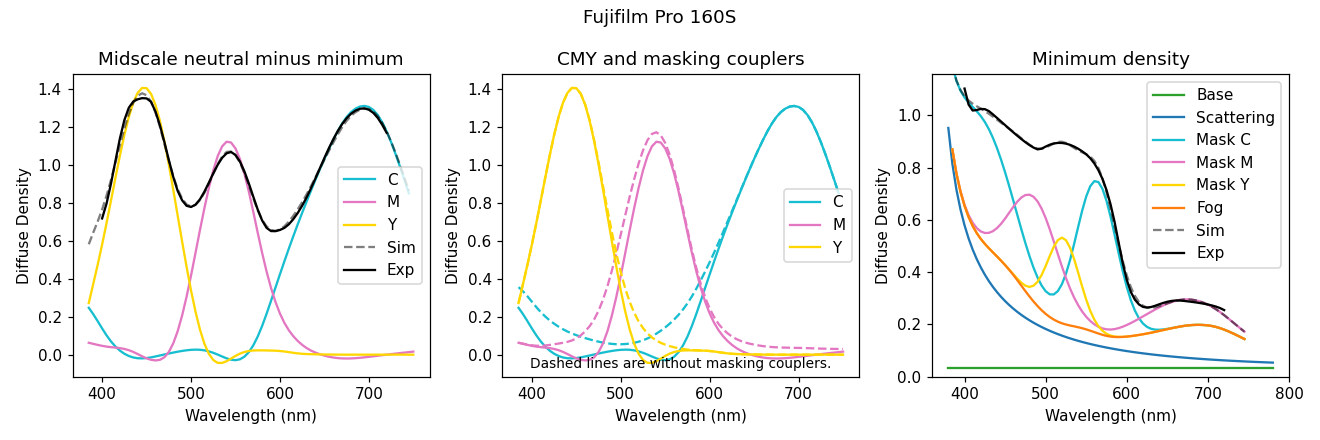 Fujifilm Pro 160S
Midscale neutral minus minimum
Diffuse Density
1.4
1.2
1.0
0.8
0.6
0.4
0.2
0.0
400
500
600
700
Wavelength (nm)
C
M
Y
Sim
Exp
CMY and masking couplers
Diffuse Density
1.4
1.2
1.0
0.8
0.6
0.4
0.2
0.0
400
500
600
700
Wavelength (nm)
C
M
Y
Dashed lines are without masking couplers.
Minimum density
Diffuse Density
1.0
0.8
0.6
0.4
0.2
0.0
400
500
600
700
800
Wavelength (nm)
Base
Scattering
Mask C
Mask M
Mask Y
Fog
Sim
Exp